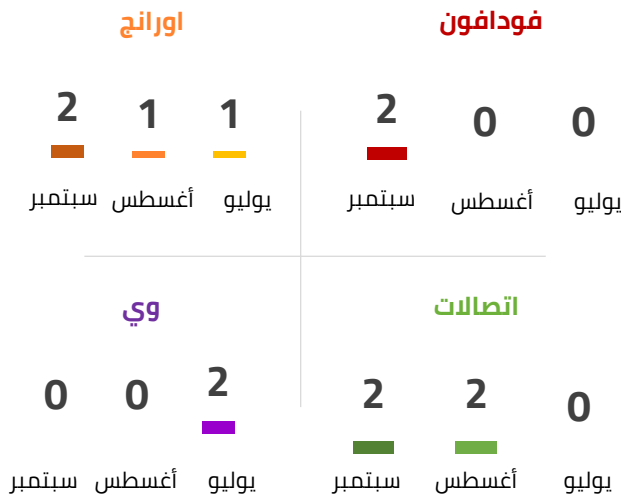 فودافون
0 0 2
يوليو أغسطس سبتمبر
اورانج
1 1 2
يوليو أغسطس سبتمبر
اتصالات
0 2 2
يوليو أغسطس سبتمبر
وي
2 0 0
يوليو أغسطس سبتمبر